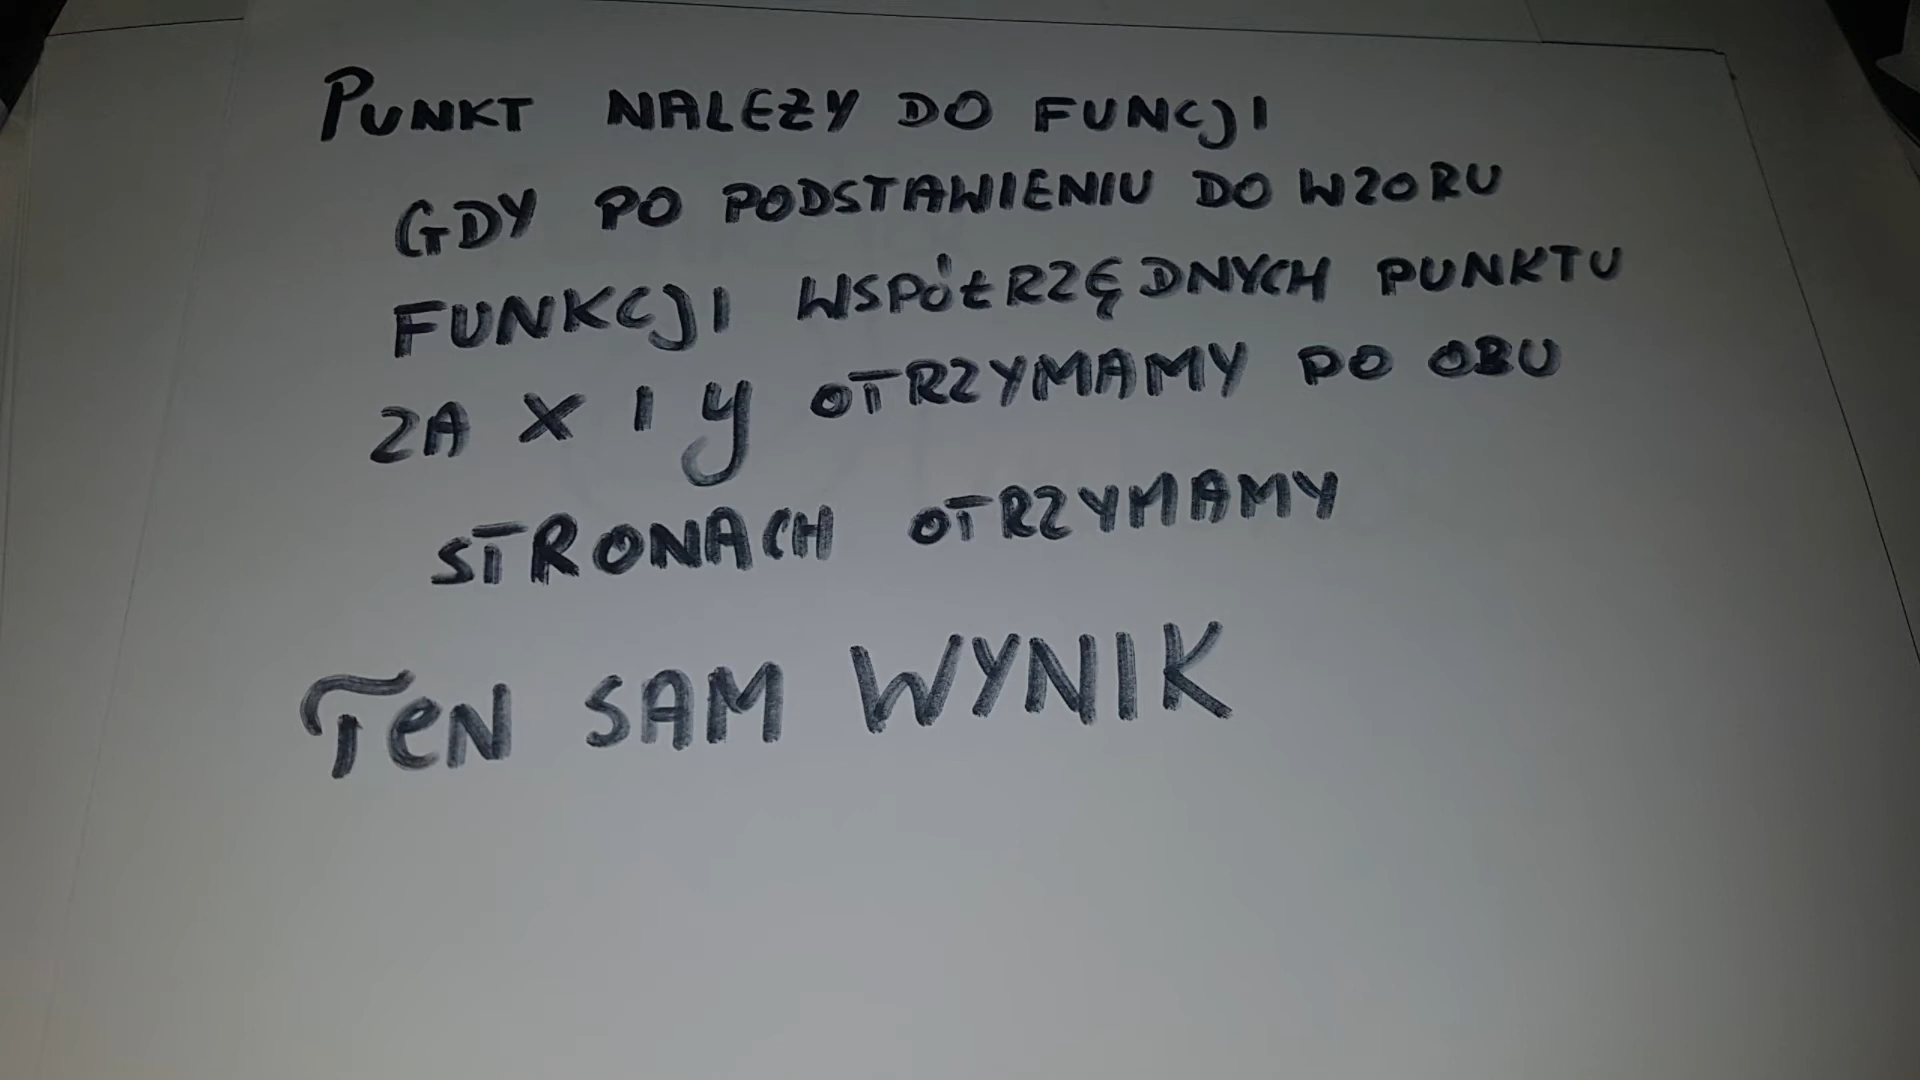 PUNKT NALEZY DO FUNCJI
GDY PO PODSTAWIENIU DO WZORU
FUNKCJI WSPÓŁRZĘDNYCH PUNKTU
ZA X I y OTRZYMAMY PO OBU
STRONACH OTRZYMAMY
TEN SAM WYNIK